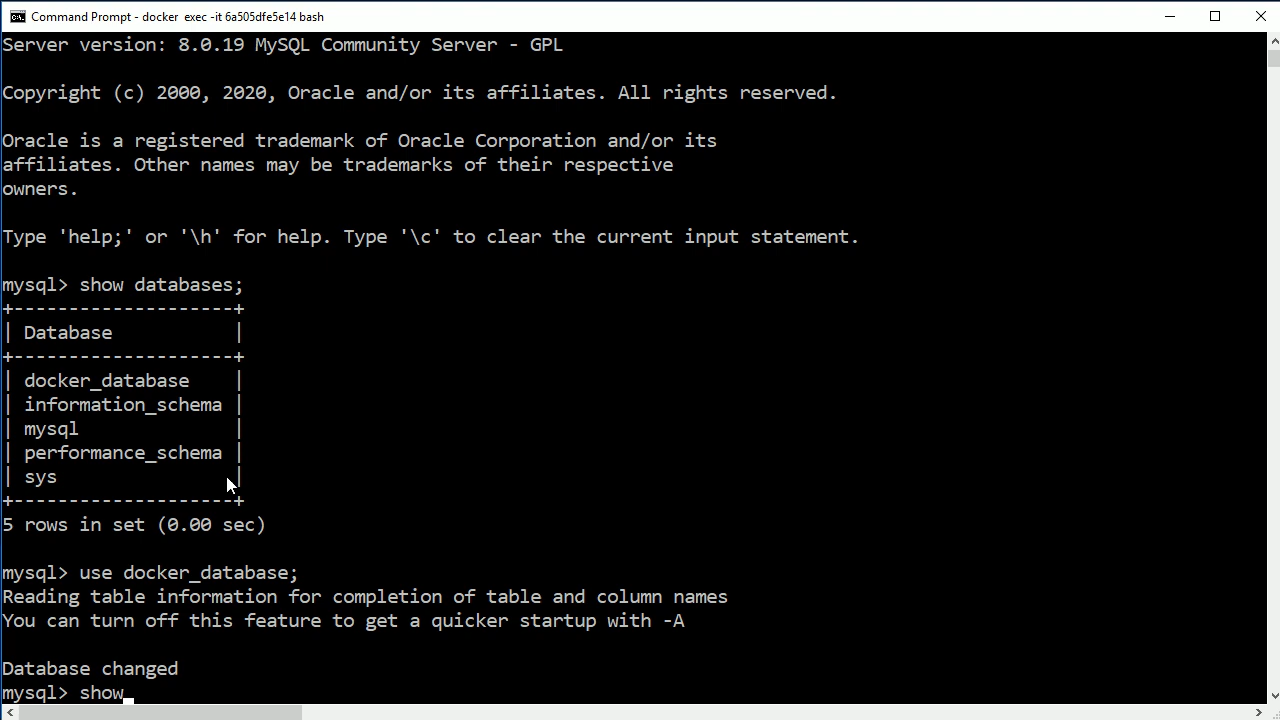 Command Prompt - docker  exec -it 6a505dfe5e14 bash
Server version: 8.0.19 MySQL Community Server - GPL
Copyright (c) 2000, 2020, Oracle and/or its affiliates. All rights reserved.
Oracle is a registered trademark of Oracle Corporation and/or its
affiliates. Other names may be trademarks of their respective
owners.
Type 'help;' or '\h' for help. Type '\c' to clear the current input statement.
mysql> show databases;
+--------------------+
| Database           |
+--------------------+
| docker_database    |
| information_schema |
| mysql              |
| performance_schema |
| sys                |
+--------------------+
5 rows in set (0.00 sec)
mysql> use docker_database;
Reading table information for completion of table and column names
You can turn off this feature to get a quicker startup with -A
Database changed
mysql> show